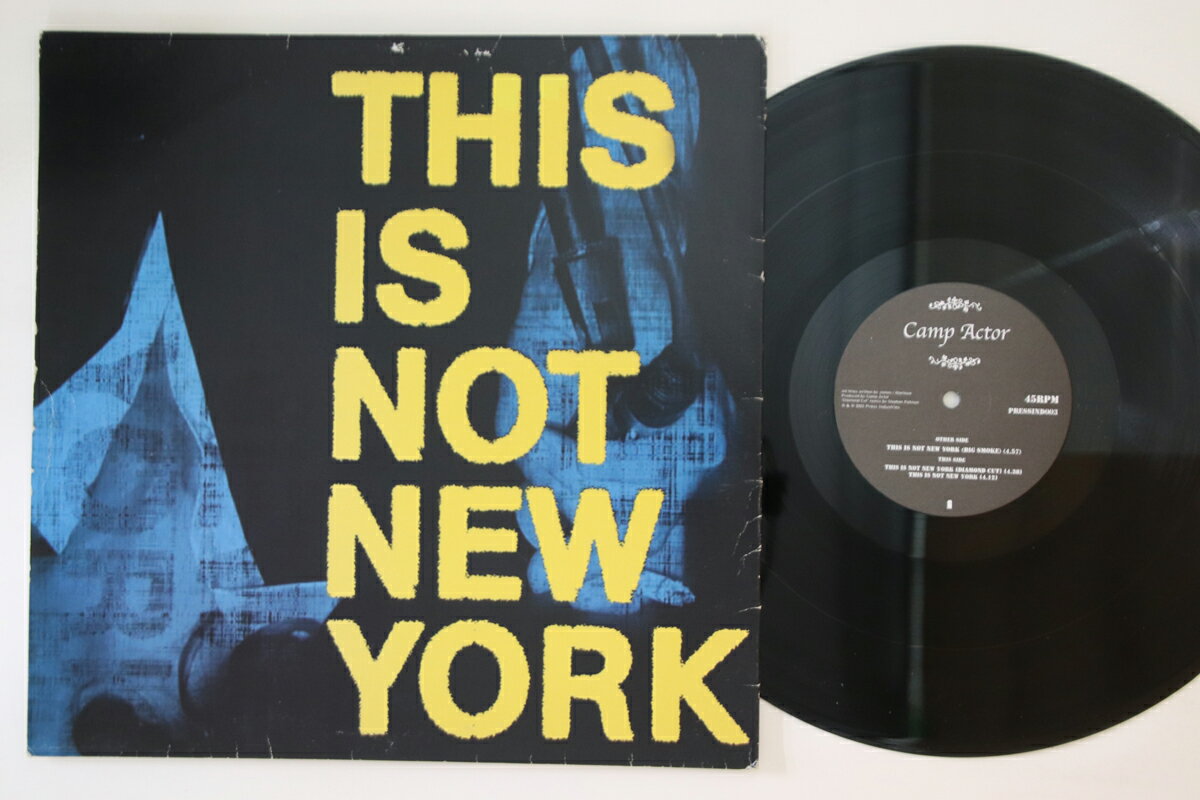 THIS
IS
NOT
NEW
YORK
Camp Actor
45RPM
PRESSIND003
OTHER SIDE
THIS IS NOT NEW YORK (BIG SMOKE) (4.57)
THIS SIDE
THIS IS NOT NEW YORK (DIAMOND CUT) (4.38)
THIS IS NOT NEW YORK (4.12)